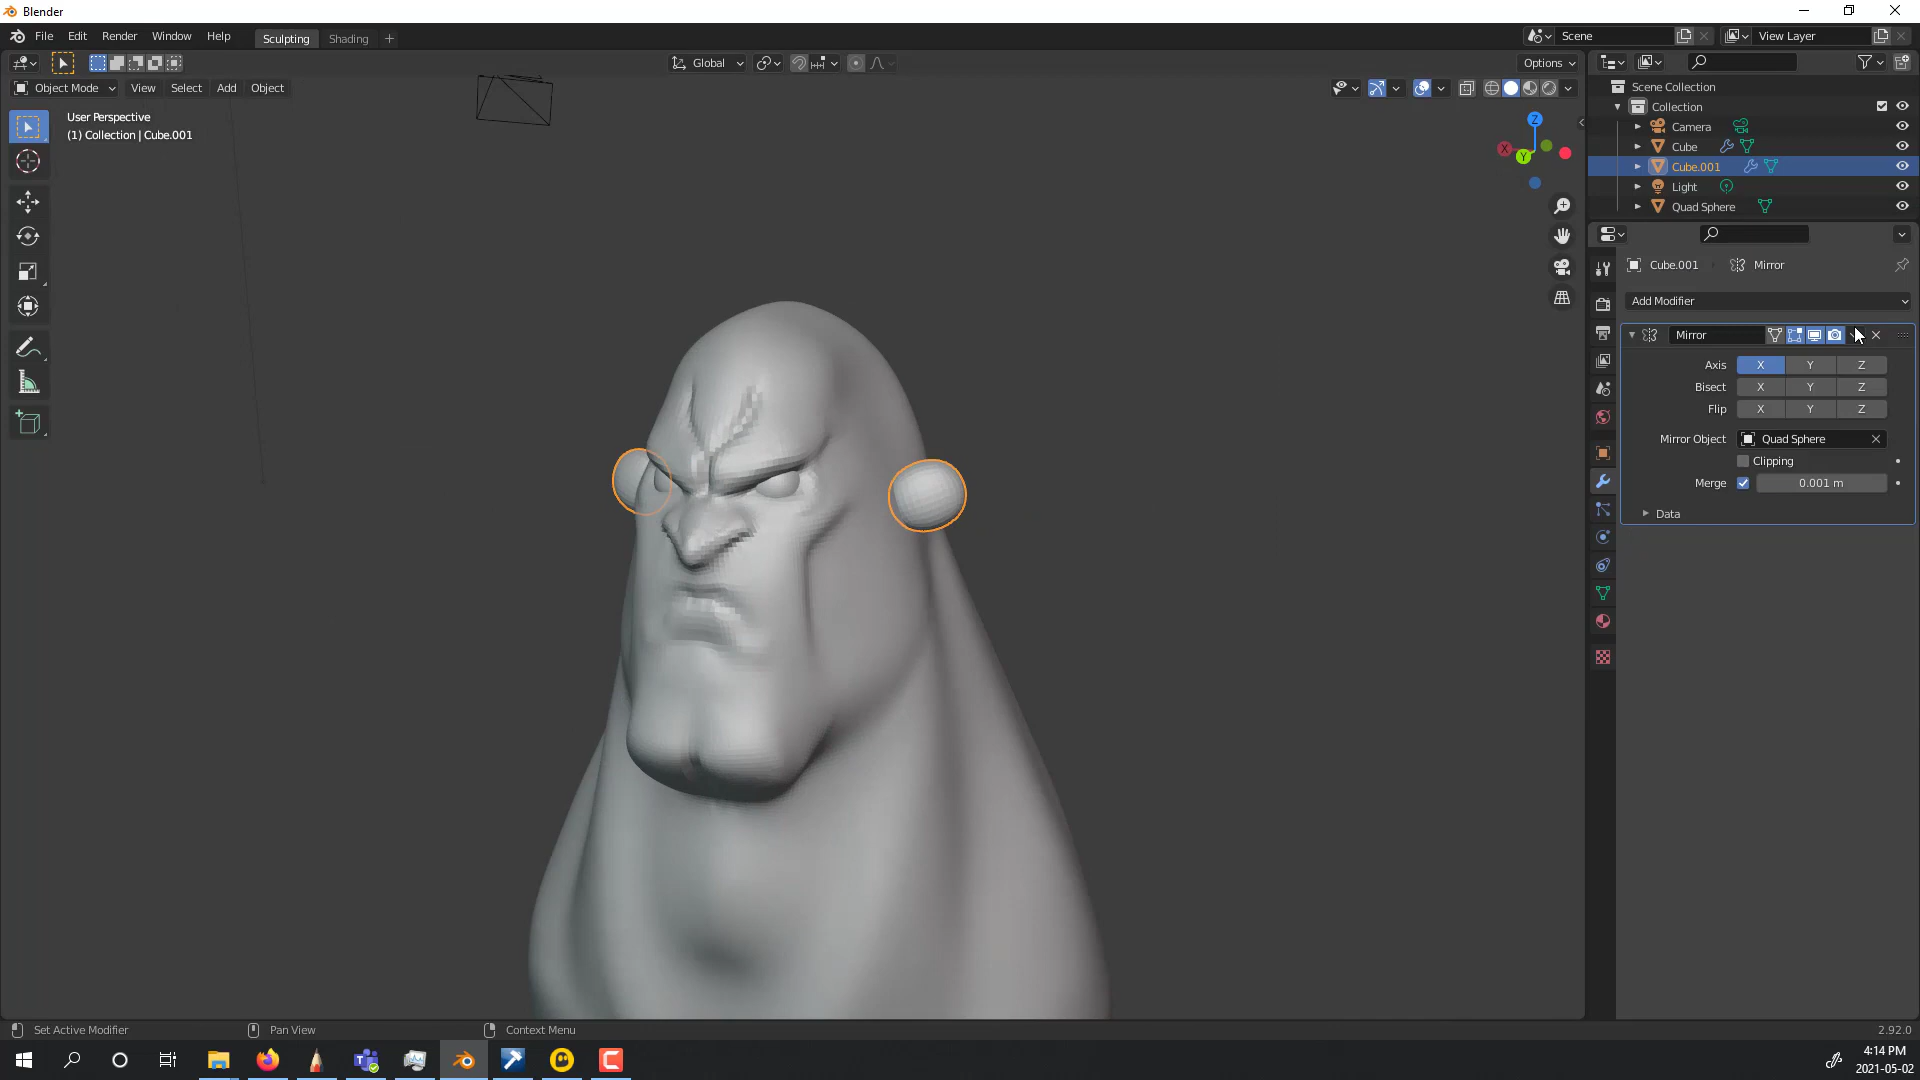 Blender
File Edit Render Window Help Sculpting Shading + Scene View Layer
Global Options
Object Mode View Select Add Object
User Perspective
(1) Collection | Cube.001
Z
X
Y
Scene Collection
Collection
Camera
Cube
Cube.001
Light
Quad Sphere
Cube.001 Mirror
Add Modifier
Mirror
Axis X Y Z
Bisect X Y Z
Flip X Y Z
Mirror Object Quad Sphere
Clipping
Merge 0.001 m
Data
Set Active Modifier Pan View Context Menu 2.92.0
4:14 PM
2021-05-02